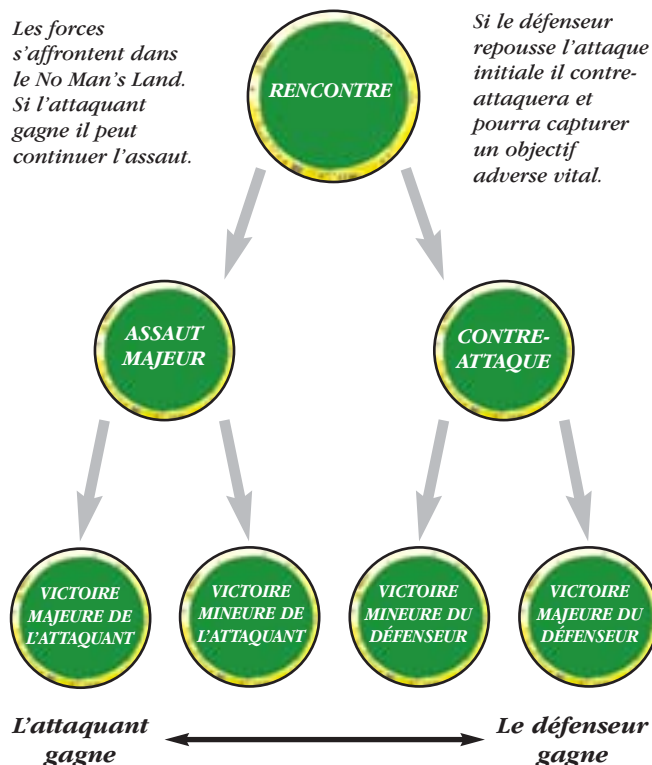 Les forces
s'affrontent dans
le No Man's Land.
Si l'attaquant
gagne il peut
continuer l'assaut.
RENCONTRE
Si le défenseur
repousse l'attaque
initiale il contre-
attaquera et
pourra capturer
un objectif
adverse vital.
ASSAUT
MAJEUR
CONTRE-
ATTAQUE
VICTOIRE
MAJEURE DE
L'ATTAQUANT
VICTOIRE
MINEURE DE
L'ATTAQUANT
VICTOIRE
MINEURE DU
DÉFENSEUR
VICTOIRE
MAJEURE DU
DÉFENSEUR
L'attaquant
gagne
Le défenseur
gagne